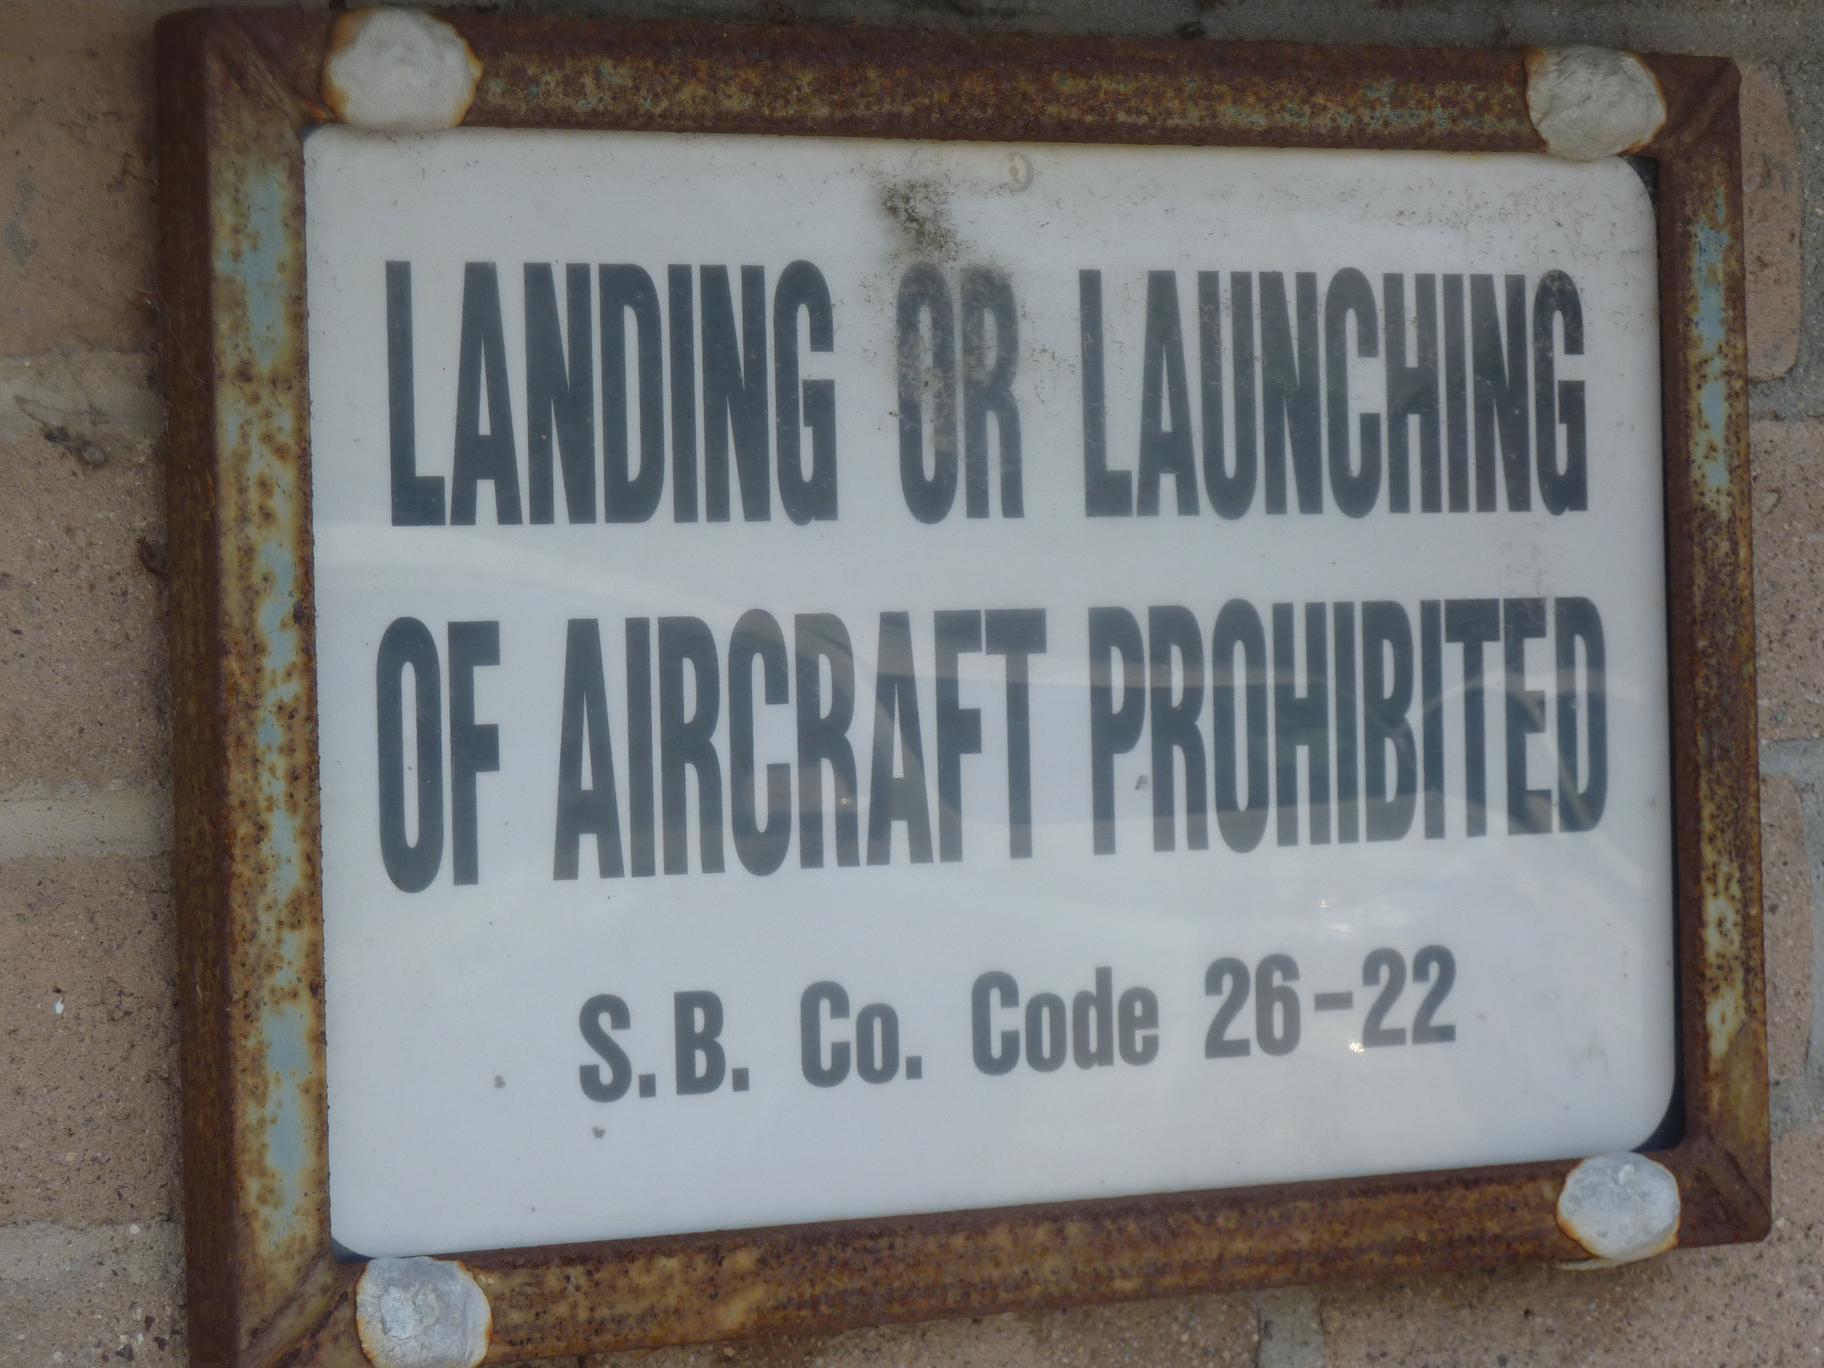 LANDING OR LAUNCHING
OF AIRCRAFT PROHIBITED
S.B. Co. Code 26-22